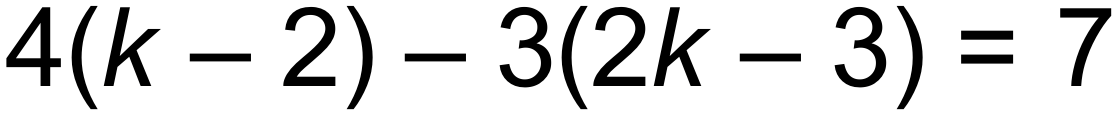 4(k − 2) − 3(2k − 3) = 7